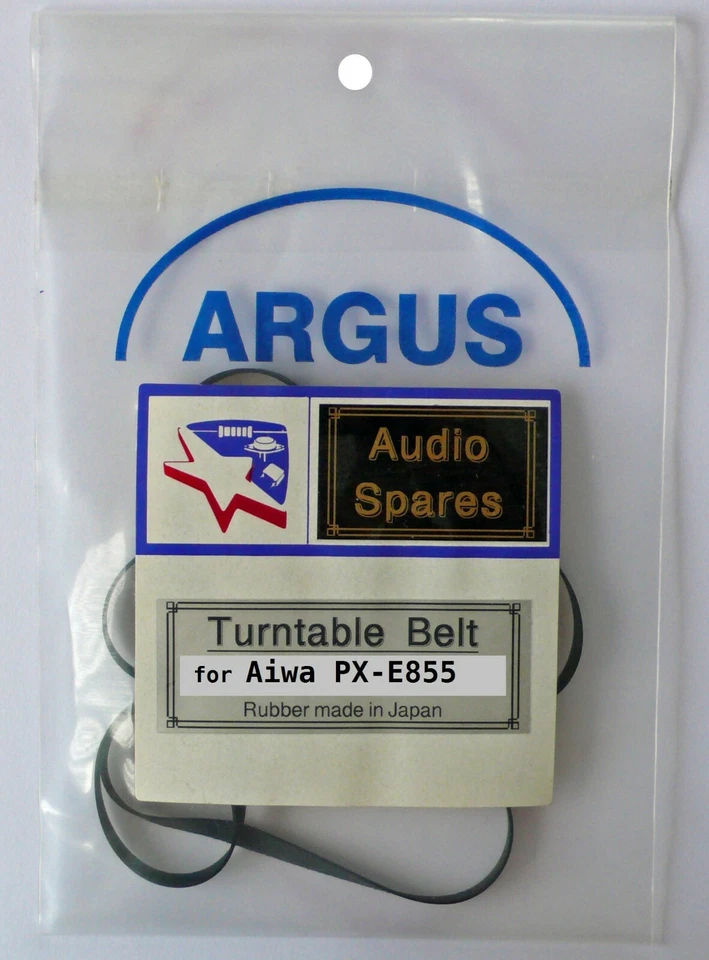 ARGUS
Audio
Spares
Turntable Belt
for Aiwa PX-E855
Rubber made in Japan